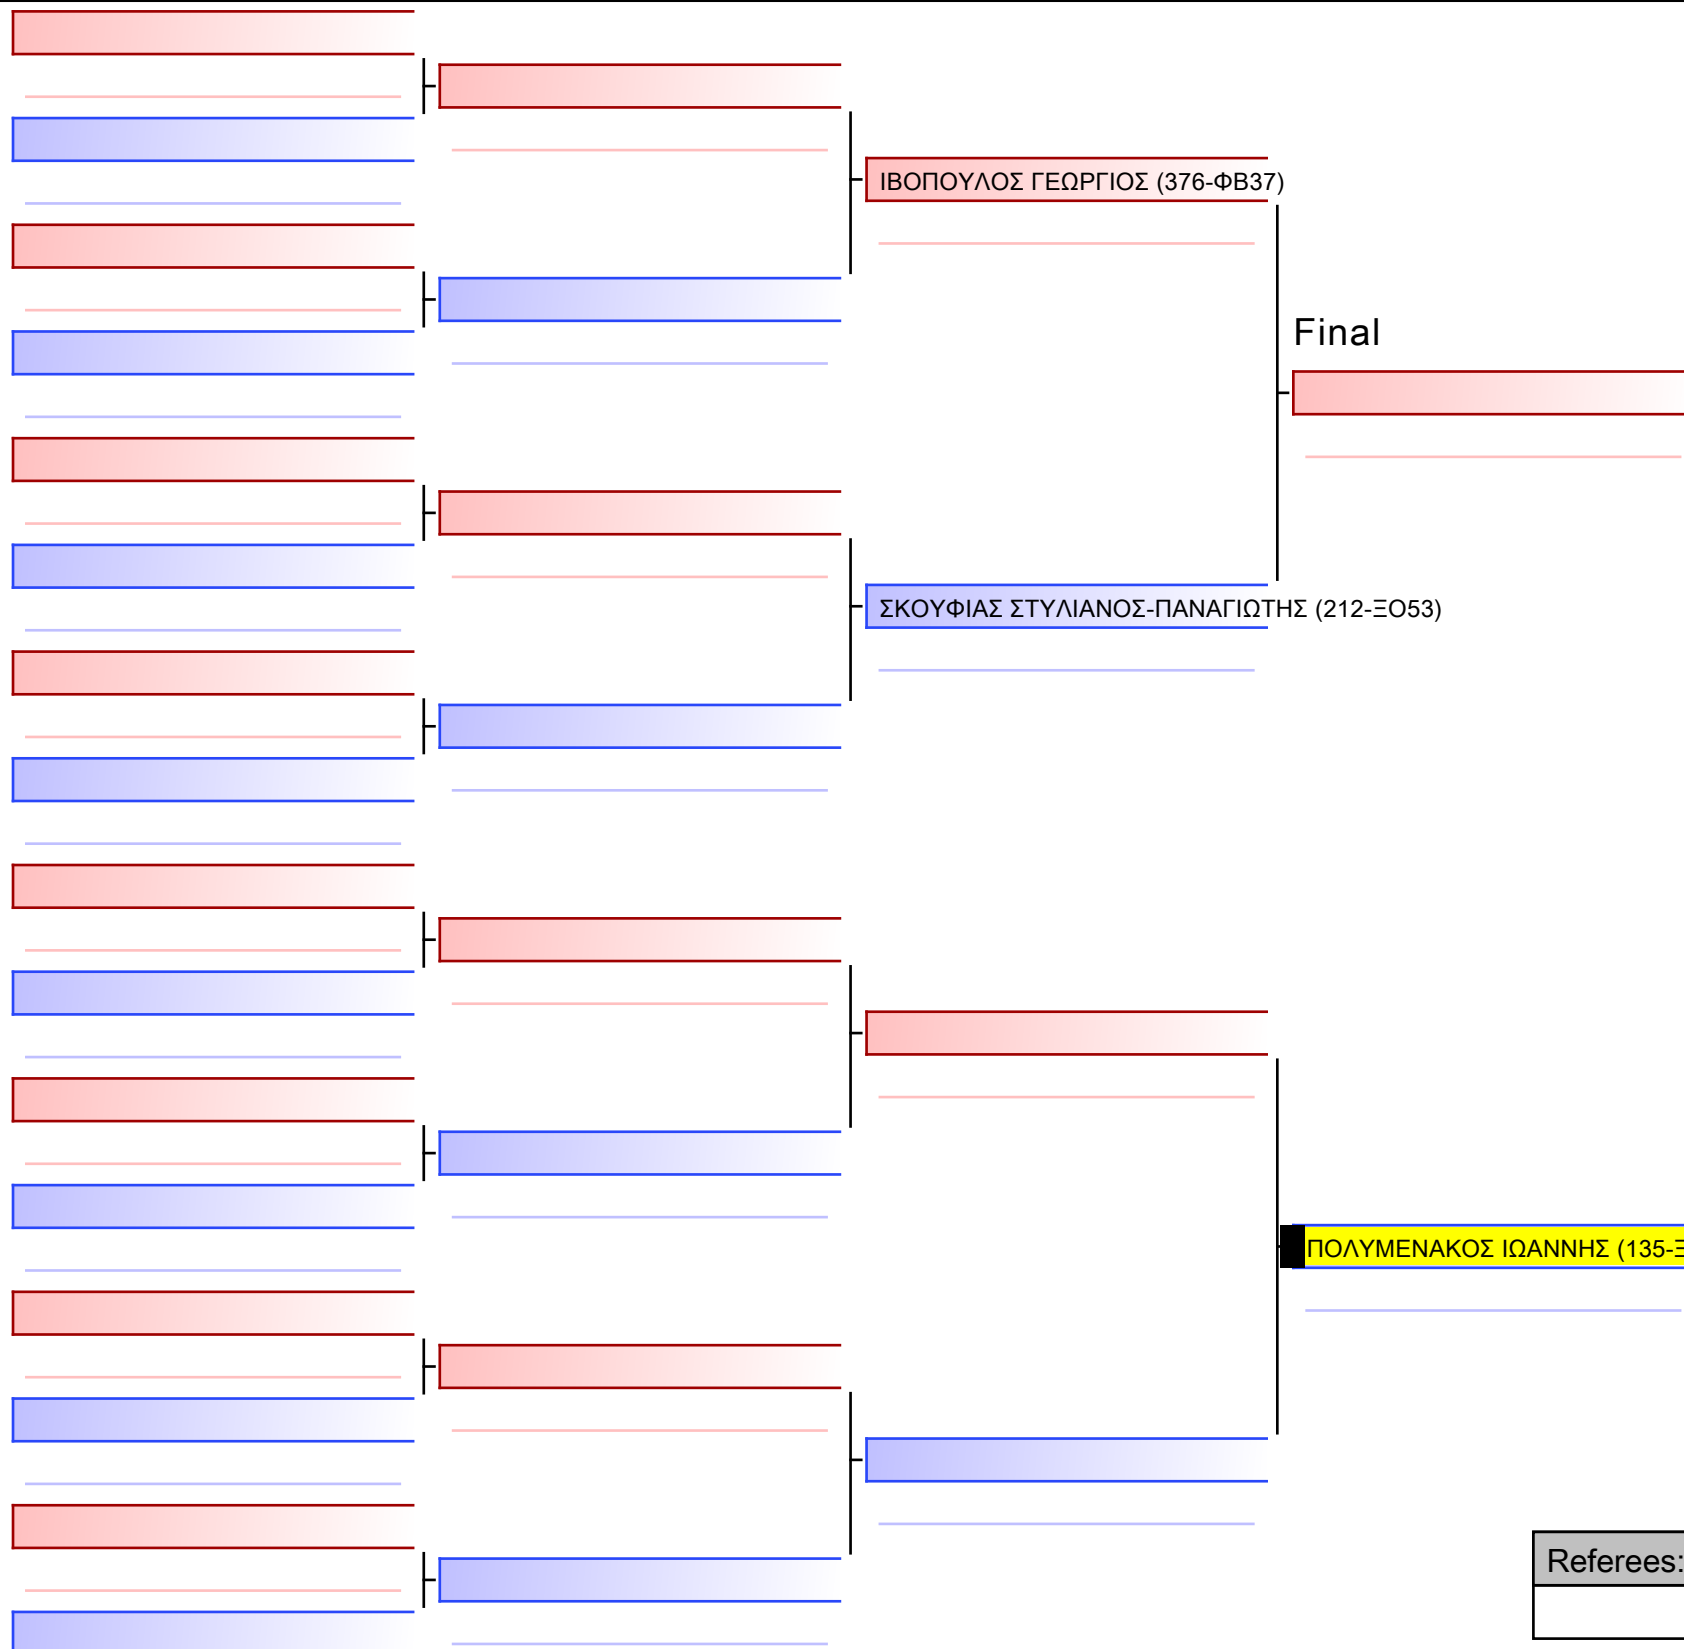 ΙΒΟΠΟΥΛΟΣ ΓΕΩΡΓΙΟΣ (376-ΦΒ37)
Final
ΣΚΟΥΦΙΑΣ ΣΤΥΛΙΑΝΟΣ-ΠΑΝΑΓΙΩΤΗΣ (212-ΞΟ53)
ΠΟΛΥΜΕΝΑΚΟΣ ΙΩΑΝΝΗΣ (135-Ξ
Referees: